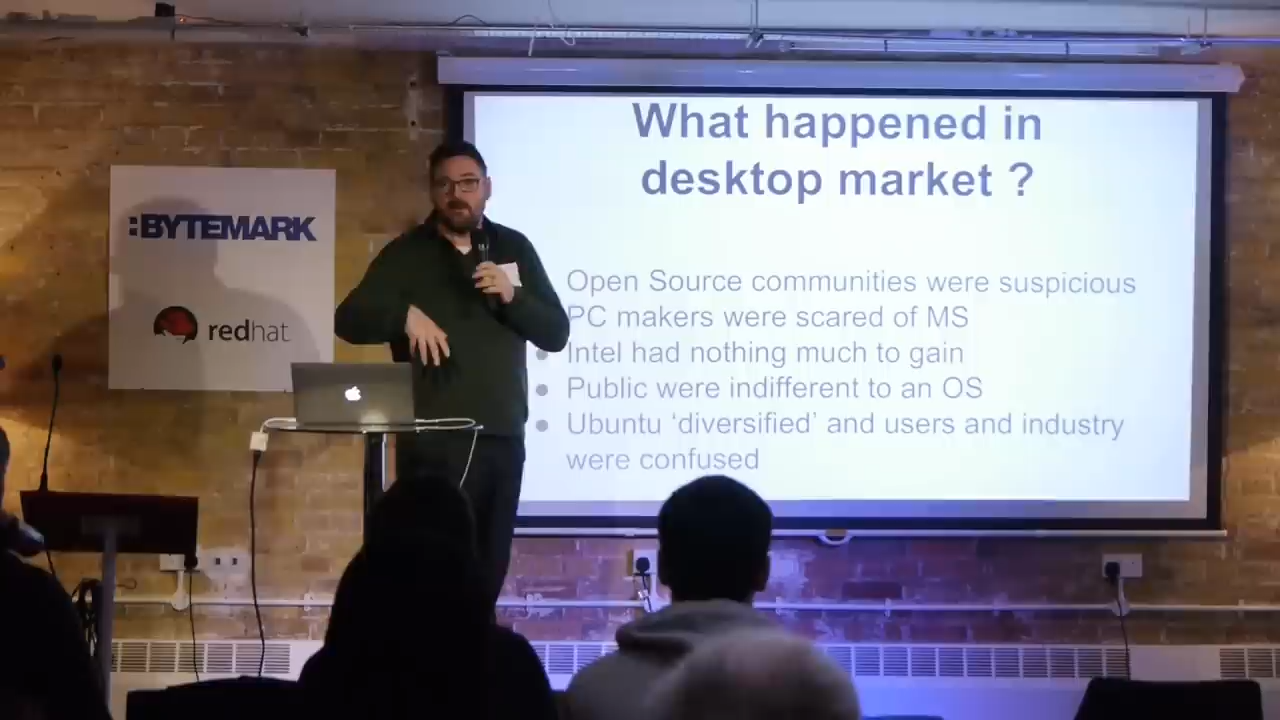 What happened in
desktop market ?
:BYTEMARK
redhat
Open Source communities were suspicious
PC makers were scared of MS
● Intel had nothing much to gain
● Public were indifferent to an OS
● Ubuntu ‘diversified’ and users and industry
were confused